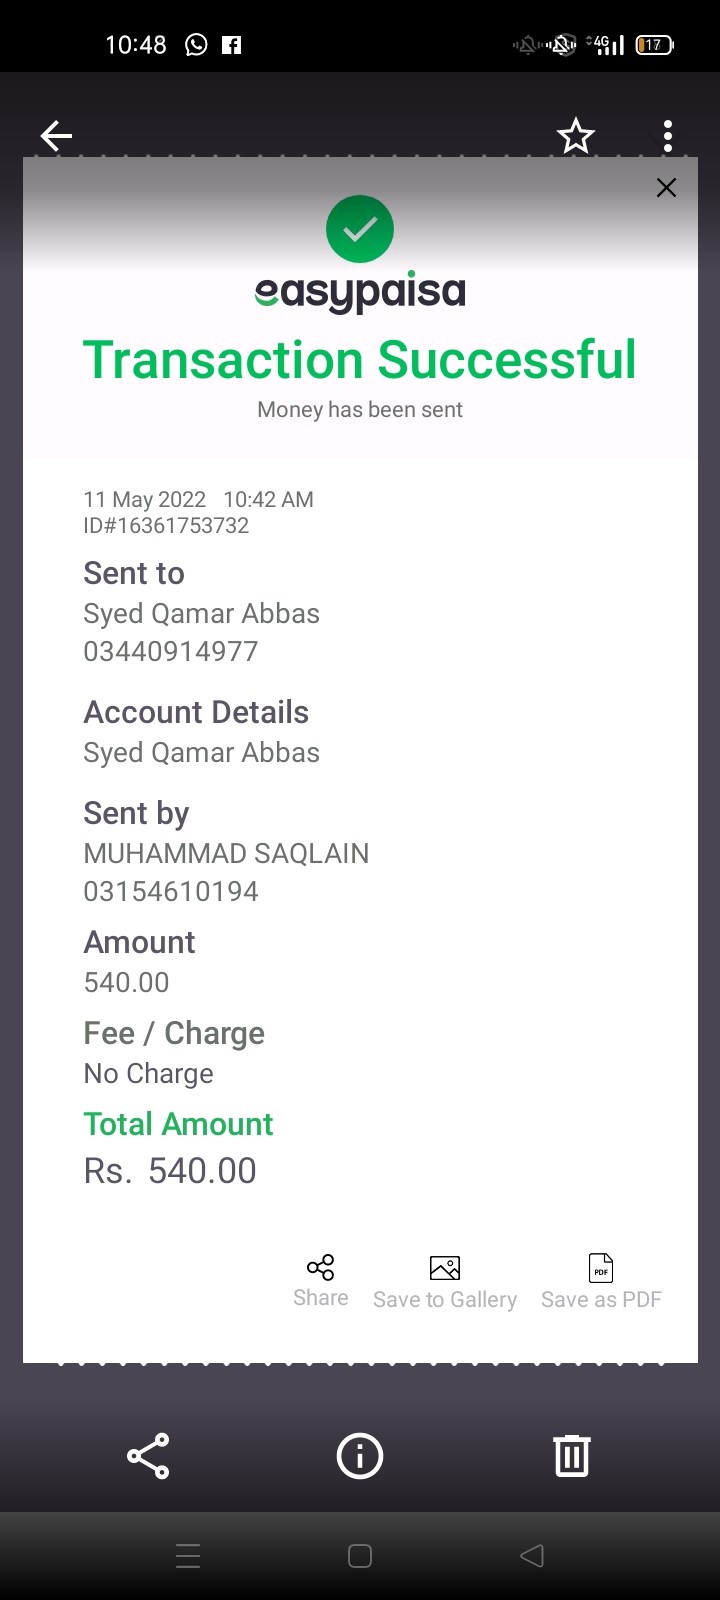 10:48
4G
17
easypaisa
Transaction Successful
Money has been sent
11 May 2022 10:42 AM
ID#16361753732
Sent to
Syed Qamar Abbas
03440914977
Account Details
Syed Qamar Abbas
Sent by
MUHAMMAD SAQLAIN
03154610194
Amount
540.00
Fee / Charge
No Charge
Total Amount
Rs. 540.00
PDF
Share Save to Gallery Save as PDF